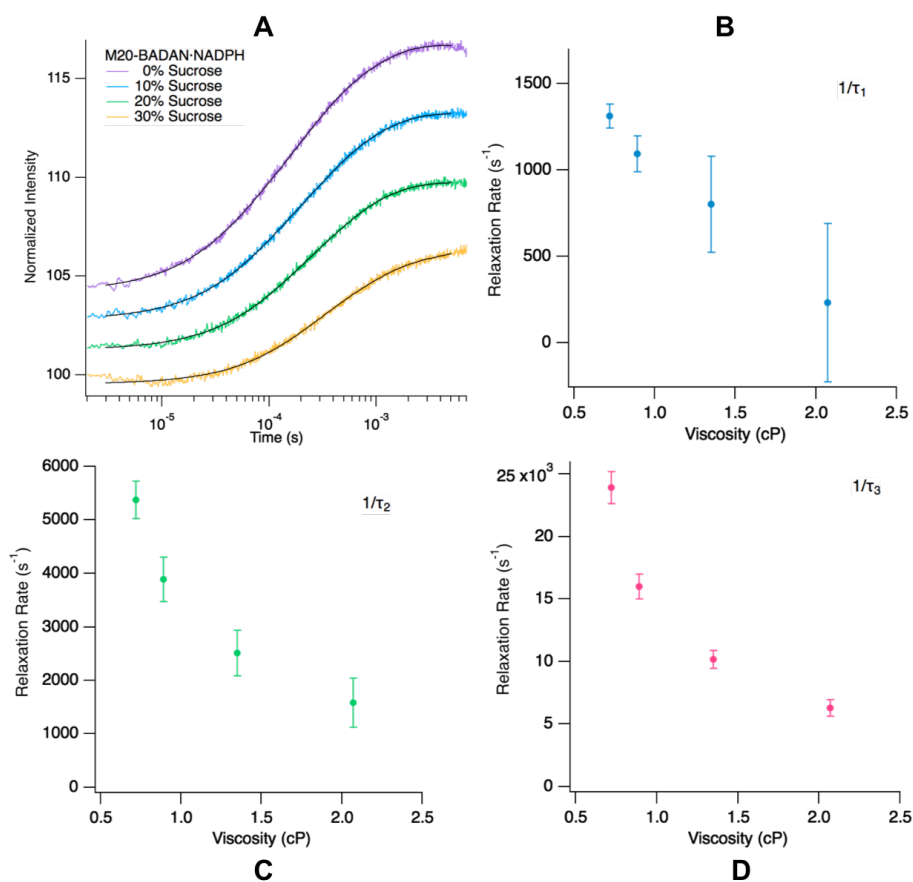 A
M20-BADAN·NADPH
0% Sucrose
10% Sucrose
20% Sucrose
30% Sucrose
115
110
105
100
Normalized Intensity
10-5
10-4
10-3
Time (s)
B
1/τ1
1500
1000
500
0
Relaxation Rate (s-1)
0.5
1.0
1.5
2.0
2.5
Viscosity (cP)
1/τ2
6000
5000
4000
3000
2000
1000
0
Relaxation Rate (s-1)
0.5
1.0
1.5
2.0
2.5
Viscosity (cP)
C
1/τ3
25 x103
20
15
10
5
0
Relaxation Rate (s-1)
0.5
1.0
1.5
2.0
2.5
Viscosity (cP)
D